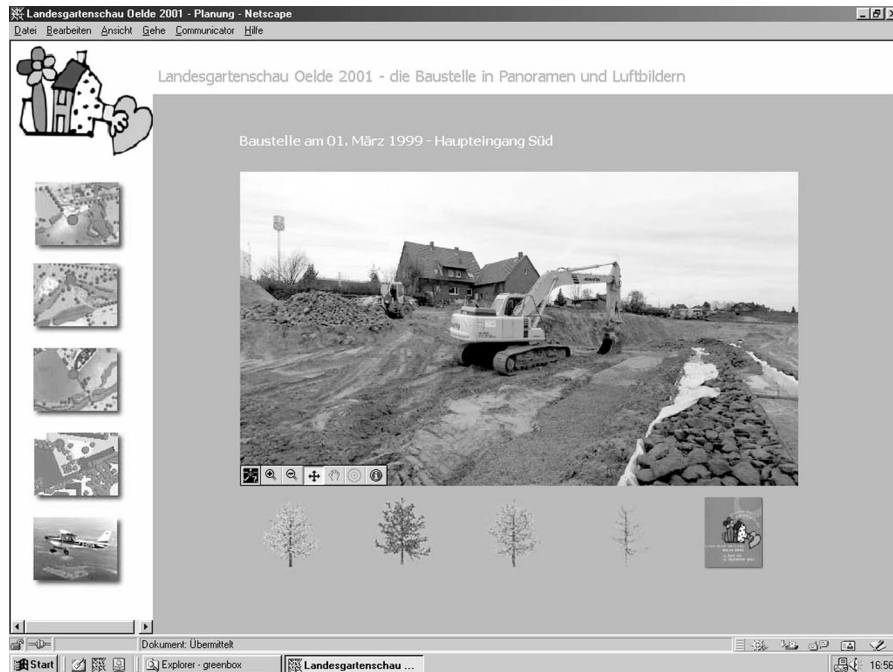 Landesgartenschau Oelde 2001 - Planung - Netscape
Datei Bearbeiten Ansicht Gehe Communicator Hilfe
Landesgartenschau Oelde 2001 - die Baustelle in Panoramen und Luftbildern
Baustelle am 01. März 1999 - Haupteingang Süd
Dokument: Übermittelt
Start
Explorer - greenbox
Landesgartenschau ...